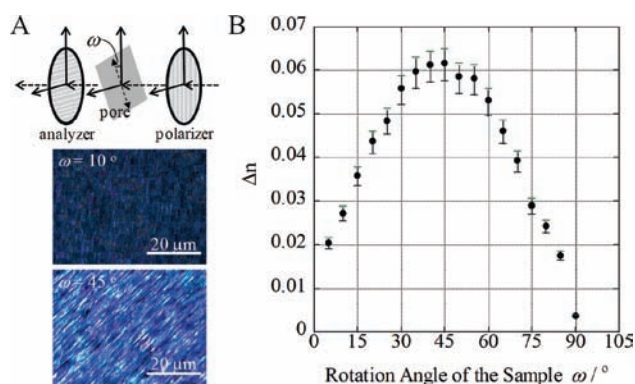 A
ω
pore
analyzer
polarizer
ω = 10 °
20 μm
ω = 45 °
20 μm
B
0.07
0.06
0.05
0.04
0.03
0.02
0.01
0
Δn
0 15 30 45 60 75 90 105
Rotation Angle of the Sample ω / °